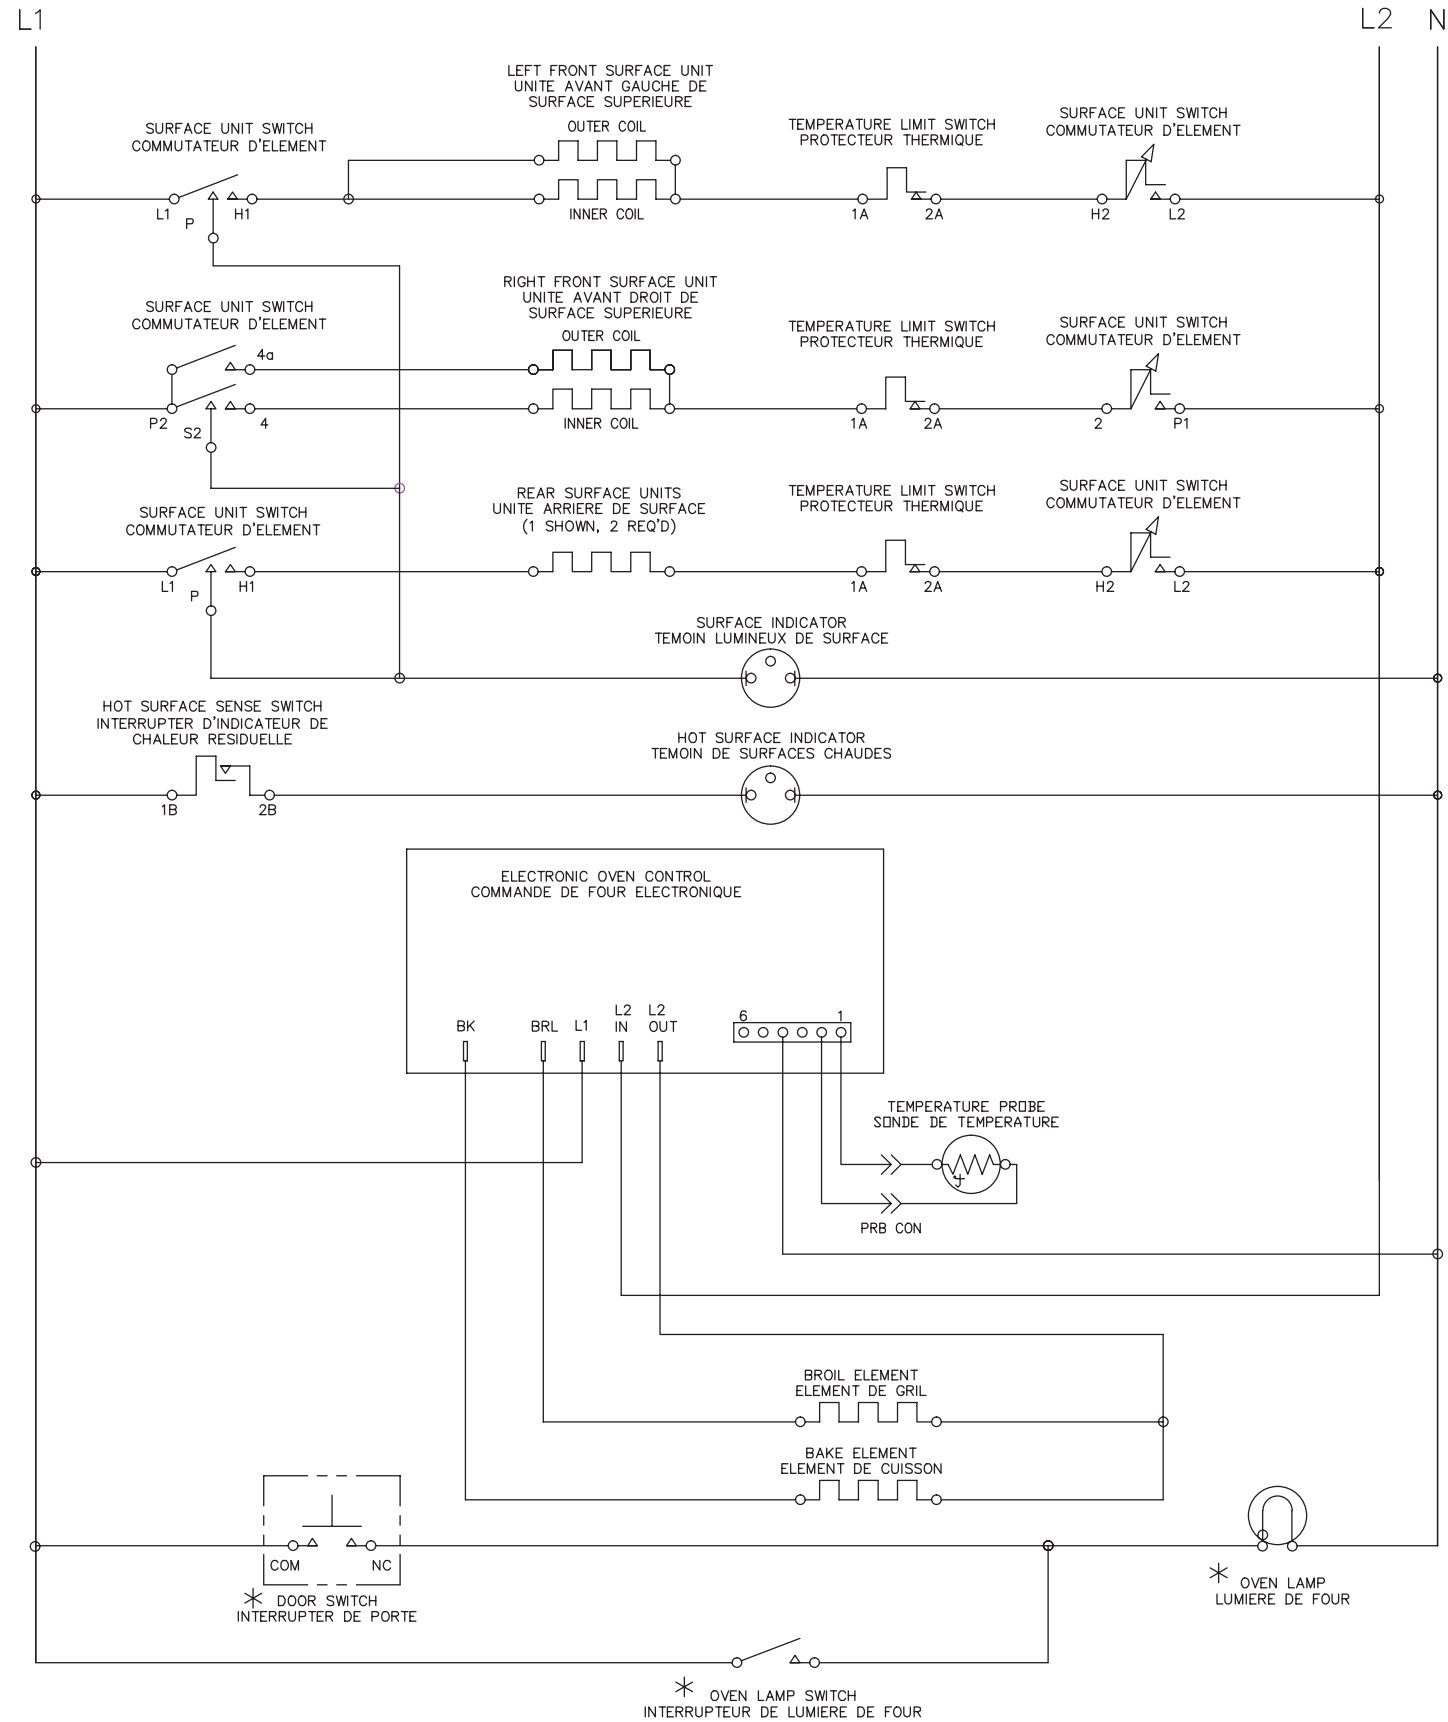 L1
L2
N
LEFT FRONT SURFACE UNIT
UNITE AVANT GAUCHE DE
SURFACE SUPERIEURE
SURFACE UNIT SWITCH
COMMUTATEUR D'ELEMENT
OUTER COIL
TEMPERATURE LIMIT SWITCH
PROTECTEUR THERMIQUE
SURFACE UNIT SWITCH
COMMUTATEUR D'ELEMENT
L1
P
H1
INNER COIL
1A
2A
H2
L2
RIGHT FRONT SURFACE UNIT
UNITE AVANT DROIT DE
SURFACE SUPERIEURE
SURFACE UNIT SWITCH
COMMUTATEUR D'ELEMENT
OUTER COIL
TEMPERATURE LIMIT SWITCH
PROTECTEUR THERMIQUE
SURFACE UNIT SWITCH
COMMUTATEUR D'ELEMENT
4a
P2
S2
4
INNER COIL
1A
2A
2
P1
REAR SURFACE UNITS
UNITE ARRIERE DE SURFACE
(1 SHOWN, 2 REQ'D)
SURFACE UNIT SWITCH
COMMUTATEUR D'ELEMENT
TEMPERATURE LIMIT SWITCH
PROTECTEUR THERMIQUE
SURFACE UNIT SWITCH
COMMUTATEUR D'ELEMENT
L1
P
H1
1A
2A
H2
L2
SURFACE INDICATOR
TEMOIN LUMINEUX DE SURFACE
HOT SURFACE SENSE SWITCH
INTERRUPTER D'INDICATEUR DE
CHALEUR RESIDUELLE
HOT SURFACE INDICATOR
TEMOIN DE SURFACES CHAUDES
1B
2B
ELECTRONIC OVEN CONTROL
COMMANDE DE FOUR ELECTRONIQUE
BK
BRL
L1
L2
IN
L2
OUT
6
1
TEMPERATURE PROBE
SONDE DE TEMPERATURE
PRB CON
BROIL ELEMENT
ELEMENT DE GRIL
BAKE ELEMENT
ELEMENT DE CUISSON
COM
NC
* DOOR SWITCH
INTERRUPTER DE PORTE
* OVEN LAMP
LUMIERE DE FOUR
* OVEN LAMP SWITCH
INTERRUPTEUR DE LUMIERE DE FOUR